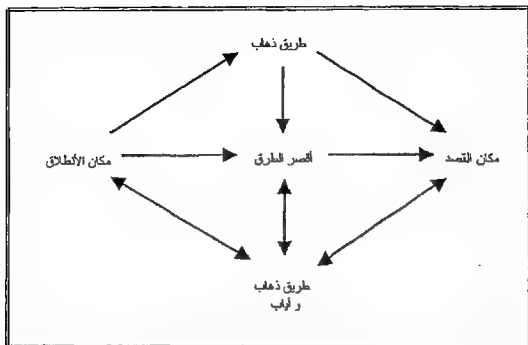 طريق ذهاب
مكان القصد
أقصر الطرق
مكان الأنطلاق
طريق ذهاب
و أياب